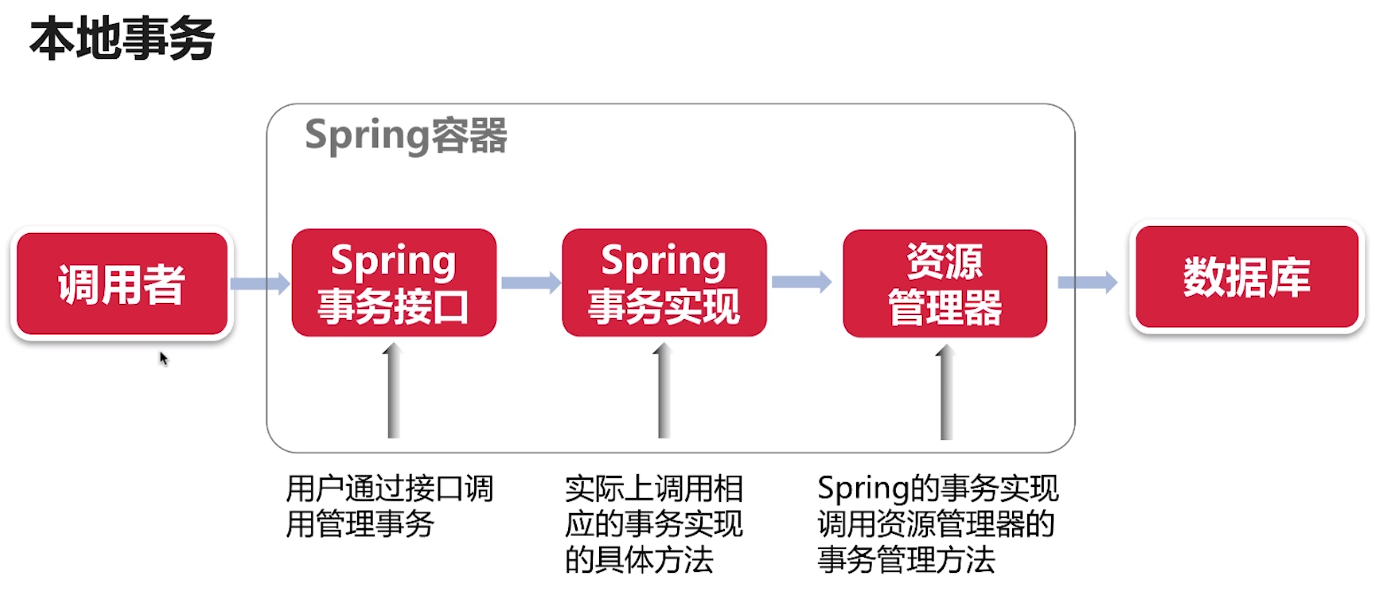 本地事务
Spring容器
调用者
Spring
事务接口
Spring
事务实现
资源
管理器
数据库
用户通过接口调
用管理事务
实际上调用相
应的事务实现
的具体方法
Spring的事务实现
调用资源管理器的
事务管理方法